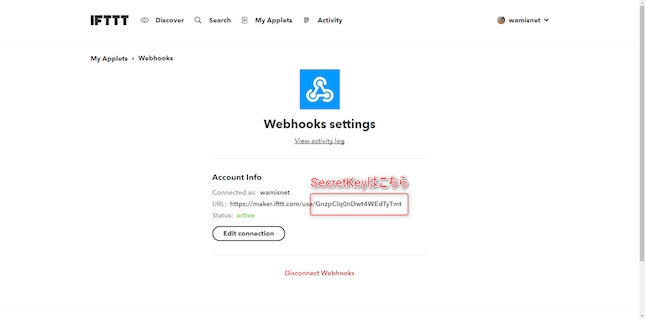 IFTTT Discover Search My Applets Activity wamisnet
My Applets › Webhooks
Webhooks settings
View activity log
Account Info
SecretKeyはこちら
Connected as: wamisnet
URL: https://maker.ifttt.com/use/GnzpClq0nDwt4WEdTyTmt
Status: active
Edit connection
Disconnect Webhooks